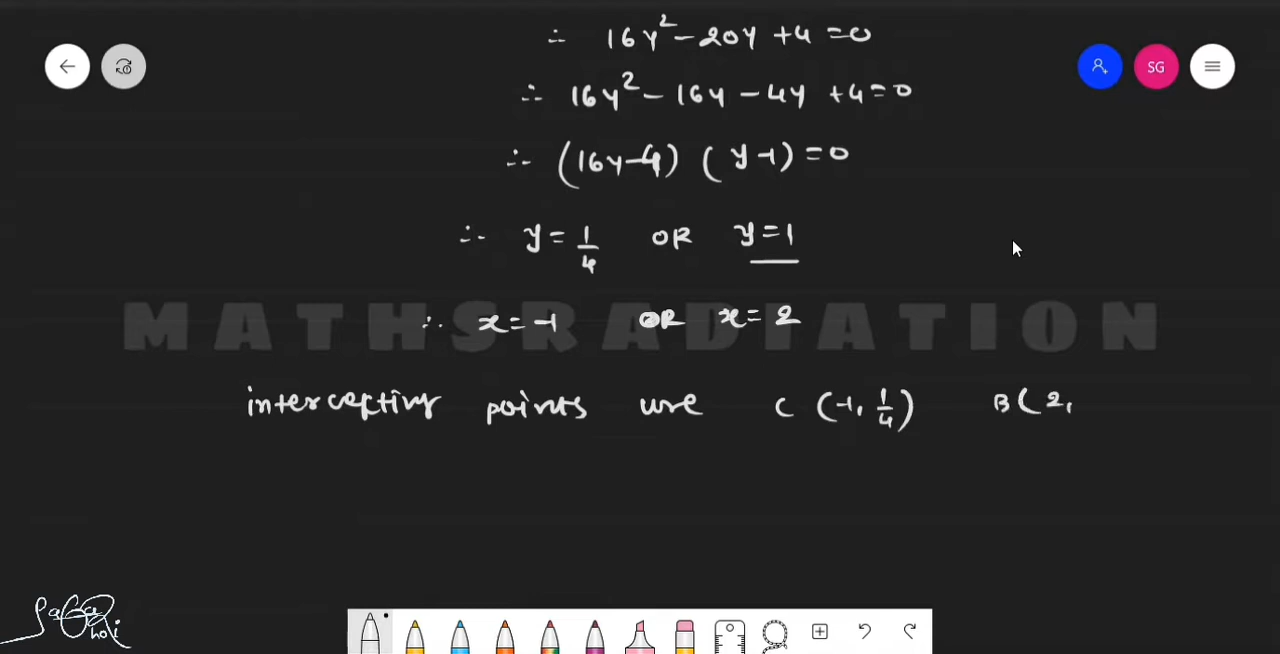 ∴ 16y² - 20y + 4 = 0
SG
∴ 16y² - 16y - 4y + 4 = 0
∴ (16y-4) (y-1) = 0
∴ y = 1/4 OR y = 1
MATHSRADIATION
∴ x = -1 OR x = 2
intercepting points are C (-1, 1/4) B (2,